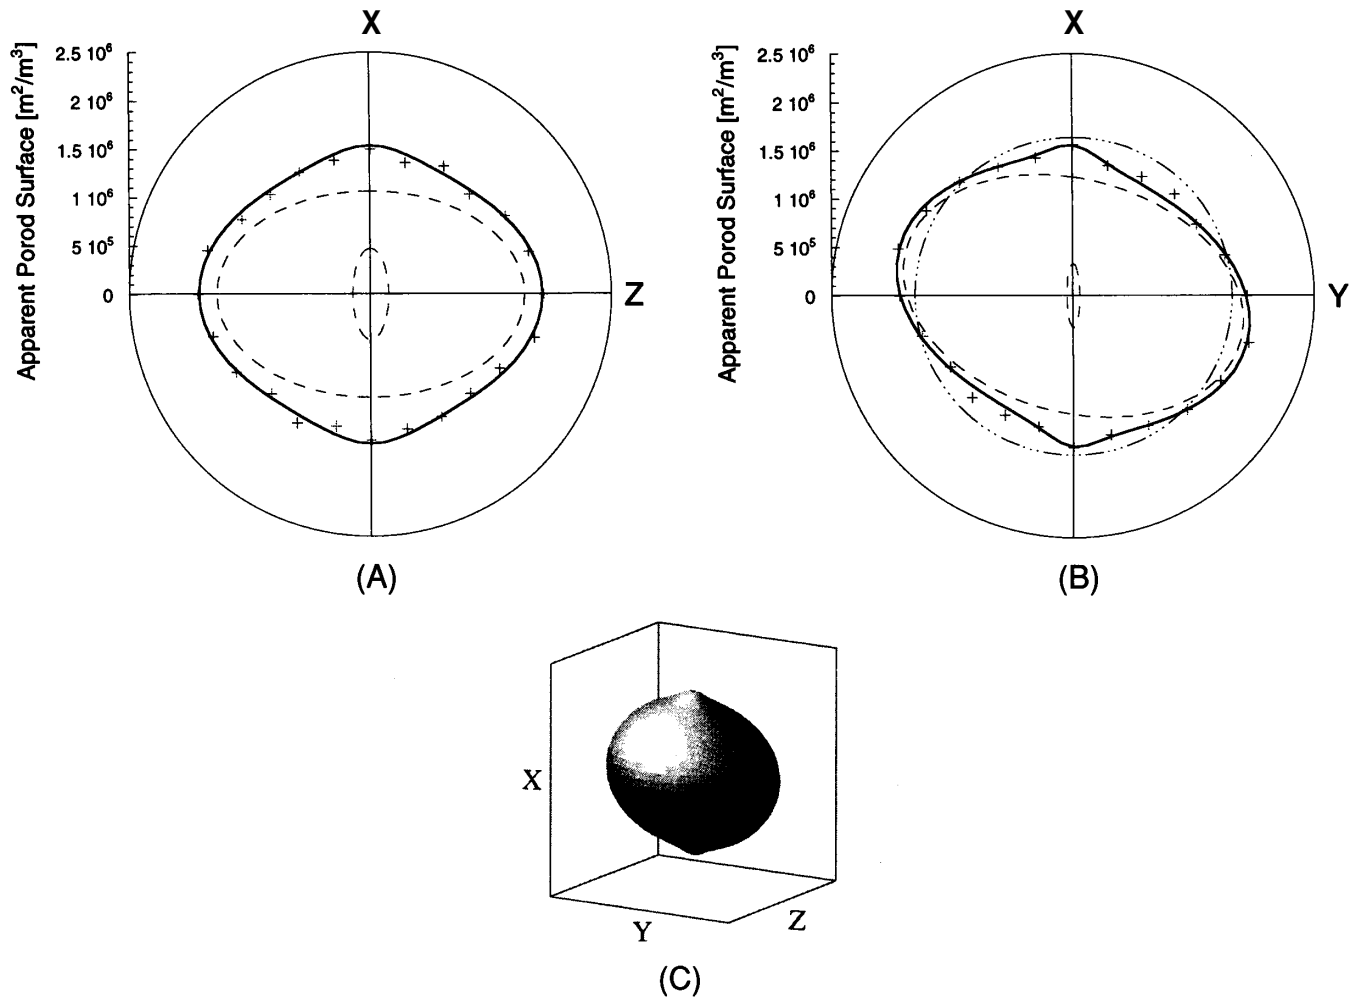 X
2.5 10⁶
2 10⁶
1.5 10⁶
1 10⁶
5 10⁵
0
Apparent Porod Surface [m²/m³]
Z
(A)
X
2.5 10⁶
2 10⁶
1.5 10⁶
1 10⁶
5 10⁵
0
Apparent Porod Surface [m²/m³]
Y
(B)
X
Y
Z
(C)